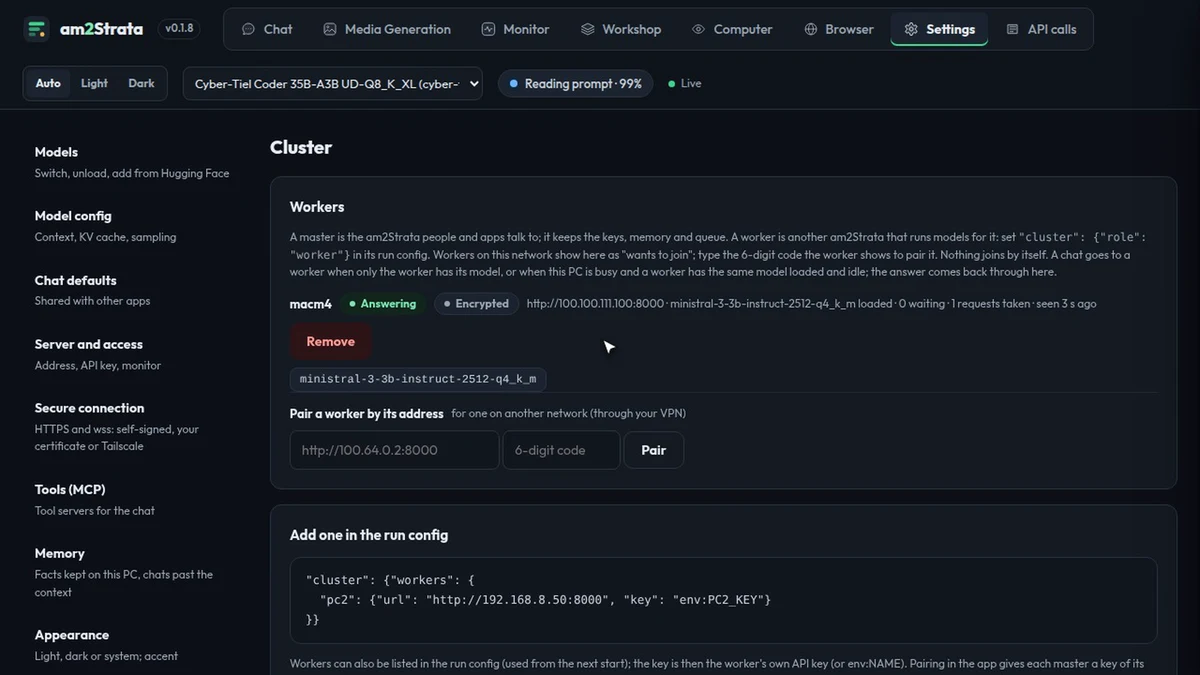 am2Strata v0.1.8 Chat Media Generation Monitor Workshop Computer Browser Settings API calls
Auto Light Dark Cyber-Tiel Coder 35B-A3B UD-Q8_K_XL (cyber- Reading prompt · 99% Live
Models
Switch, unload, add from Hugging Face
Model config
Context, KV cache, sampling
Chat defaults
Shared with other apps
Server and access
Address, API key, monitor
Secure connection
HTTPS and wss: self-signed, your
certificate or Tailscale
Tools (MCP)
Tool servers for the chat
Memory
Facts kept on this PC, chats past the
context
Appearance
Light, dark or system; accent
Cluster
Workers
A master is the am2Strata people and apps talk to; it keeps the keys, memory and queue. A worker is another am2Strata that runs models for it: set "cluster": {"role":
"worker"} in its run config. Workers on this network show here as "wants to join"; type the 6-digit code the worker shows to pair it. Nothing joins by itself. A chat goes to a
worker when only the worker has its model, or when this PC is busy and a worker has the same model loaded and idle; the answer comes back through here.
macm4 Answering Encrypted http://100.100.111.100:8000 · ministral-3-3b-instruct-2512-q4_k_m loaded · 0 waiting · 1 requests taken · seen 3 s ago
Remove
ministral-3-3b-instruct-2512-q4_k_m
Pair a worker by its address for one on another network (through your VPN)
http://100.64.0.2:8000 6-digit code Pair
Add one in the run config
"cluster": {"workers": {
"pc2": {"url": "http://192.168.8.50:8000", "key": "env:PC2_KEY"}
}}
Workers can also be listed in the run config (used from the next start); the key is then the worker's own API key (or env:NAME). Pairing in the app gives each master a key of its